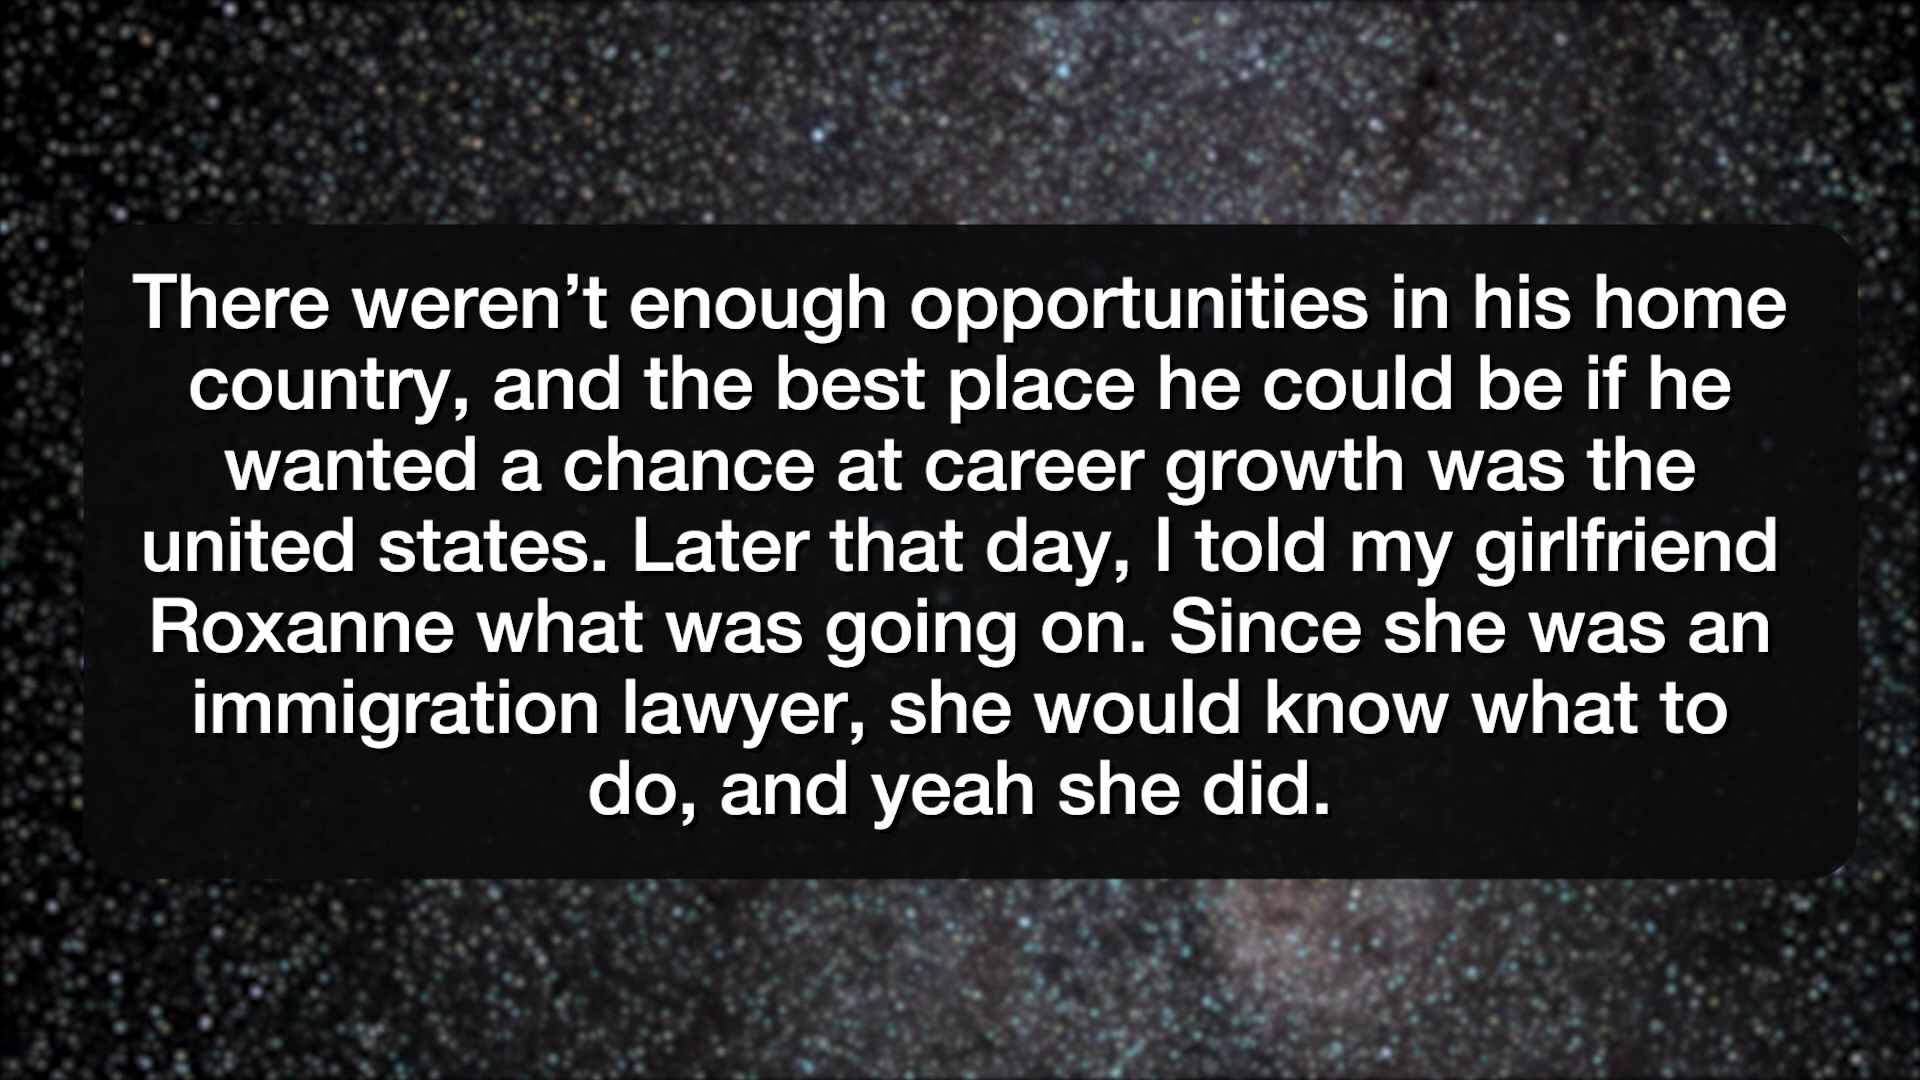 There weren’t enough opportunities in his home
country, and the best place he could be if he
wanted a chance at career growth was the
united states. Later that day, I told my girlfriend
Roxanne what was going on. Since she was an
immigration lawyer, she would know what to
do, and yeah she did.